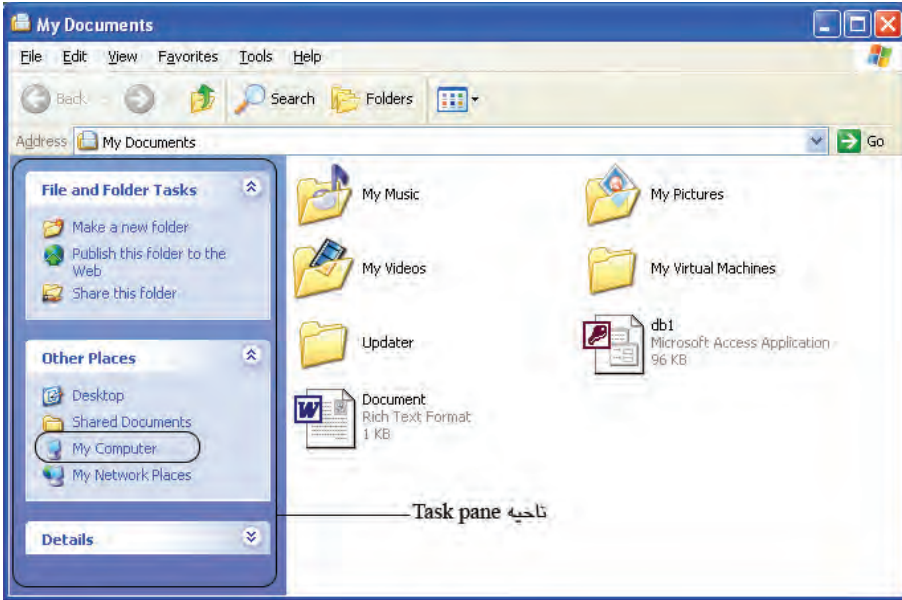 My Documents
File Edit View Favorites Tools Help
Back Search Folders
Address My Documents Go
File and Folder Tasks
Make a new folder
Publish this folder to the
Web
Share this folder
Other Places
Desktop
Shared Documents
My Computer
My Network Places
Details
My Music
My Pictures
My Videos
My Virtual Machines
Updater
db1
Microsoft Access Application
96 KB
Document
Rich Text Format
1 KB
ناحیه Task pane